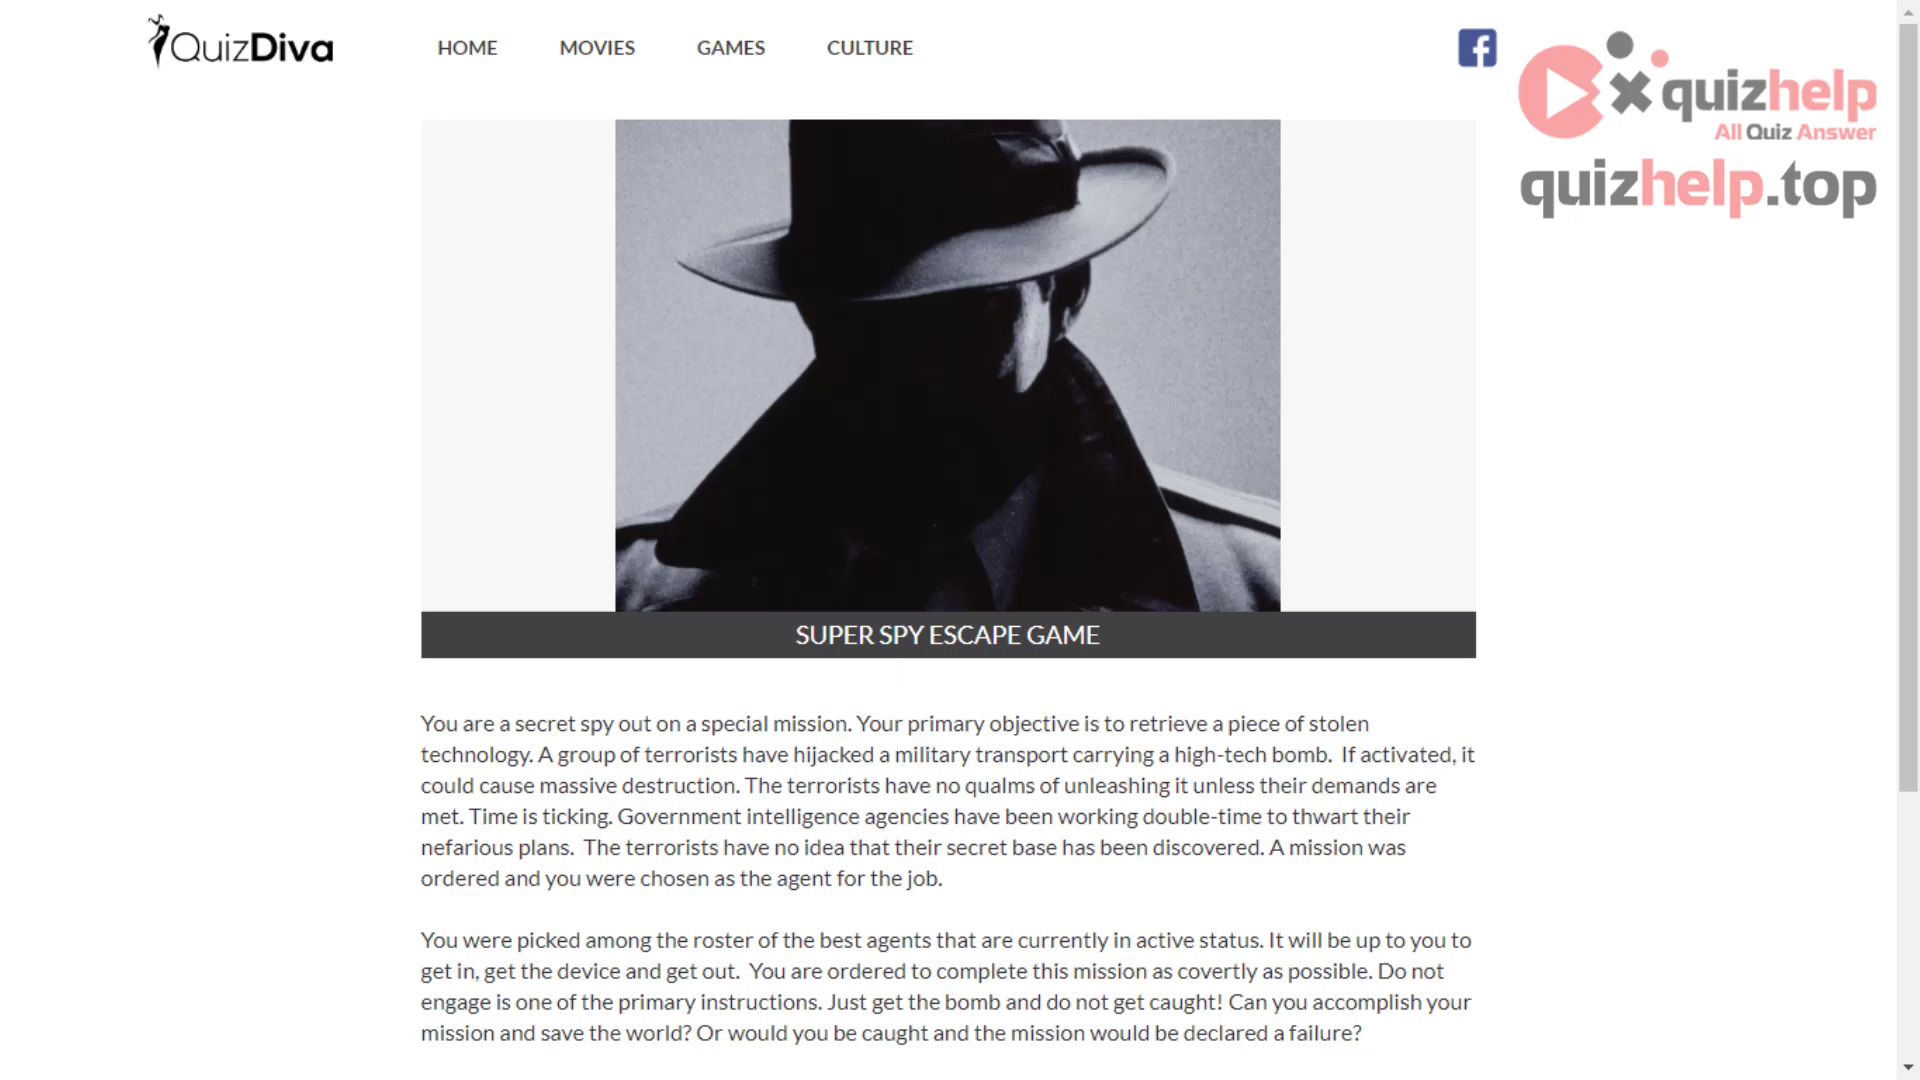 QuizDiva
HOME
MOVIES
GAMES
CULTURE
quizhelp
All Quiz Answer
quizhelp.top
SUPER SPY ESCAPE GAME
You are a secret spy out on a special mission. Your primary objective is to retrieve a piece of stolen
technology. A group of terrorists have hijacked a military transport carrying a high-tech bomb.  If activated, it
could cause massive destruction. The terrorists have no qualms of unleashing it unless their demands are
met. Time is ticking. Government intelligence agencies have been working double-time to thwart their
nefarious plans.  The terrorists have no idea that their secret base has been discovered. A mission was
ordered and you were chosen as the agent for the job.
You were picked among the roster of the best agents that are currently in active status. It will be up to you to
get in, get the device and get out.  You are ordered to complete this mission as covertly as possible. Do not
engage is one of the primary instructions. Just get the bomb and do not get caught! Can you accomplish your
mission and save the world? Or would you be caught and the mission would be declared a failure?